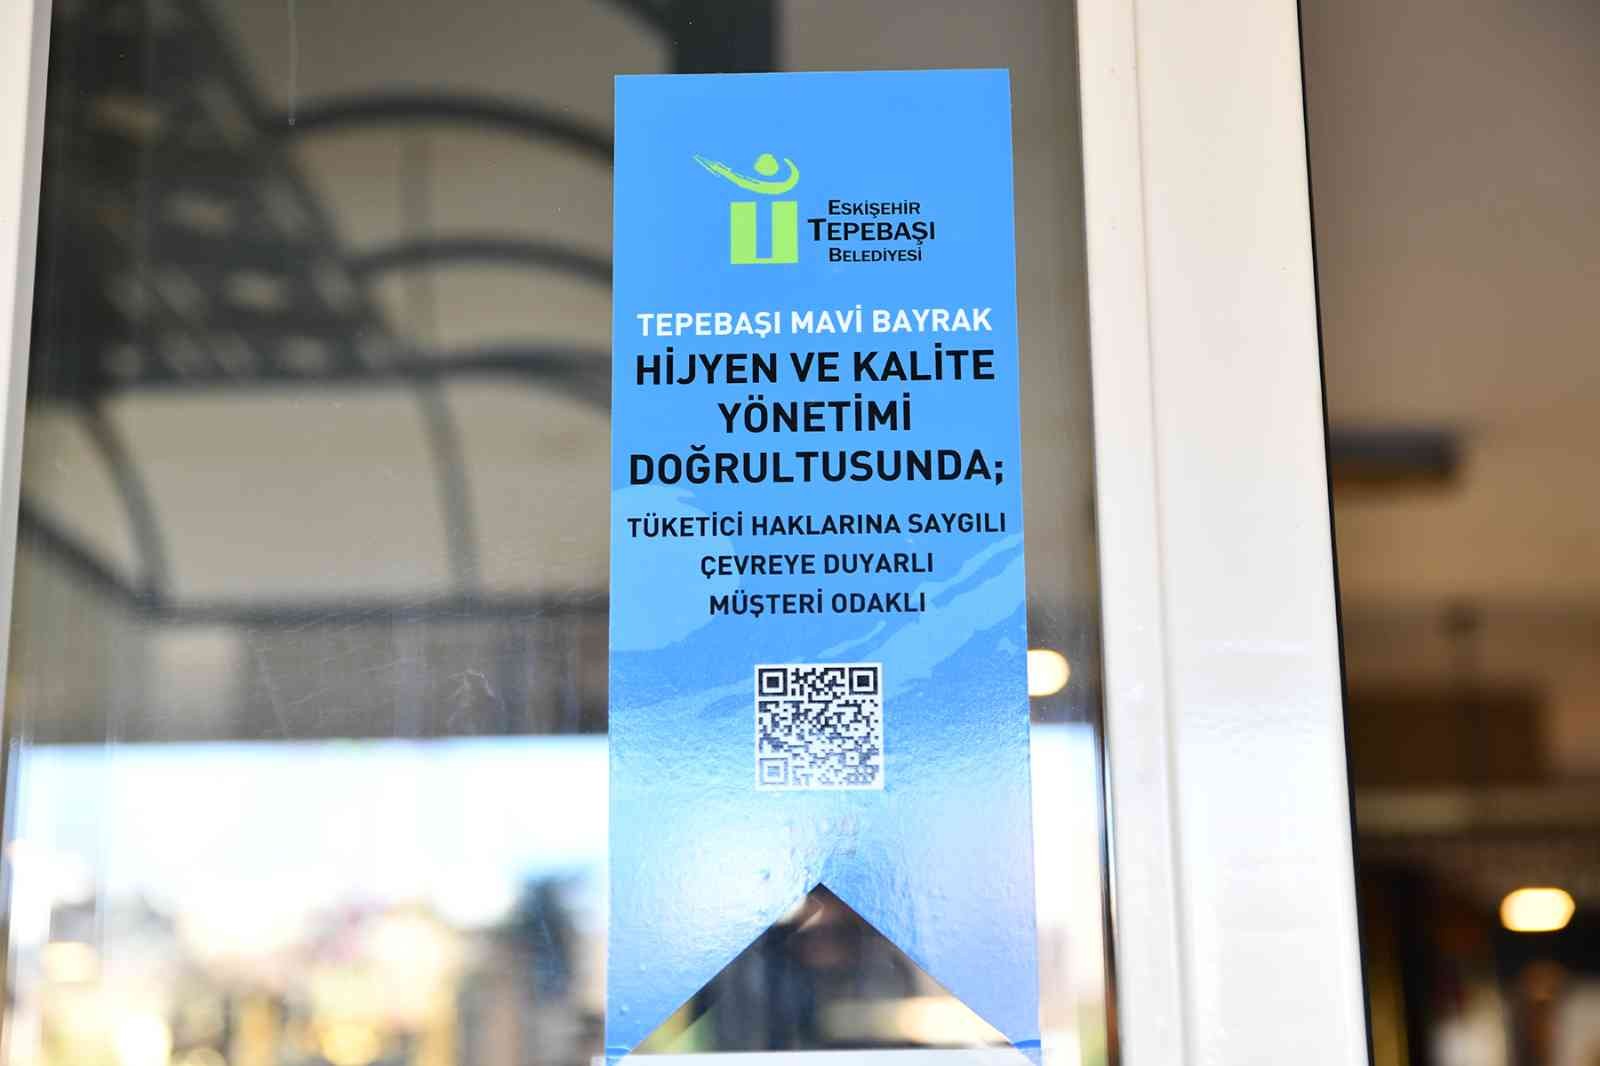 ESKİŞEHİR
TEPEBAŞI
BELEDİYESİ
TEPEBAŞI MAVİ BAYRAK
HİJYEN VE KALİTE
YÖNETİMİ
DOĞRULTUSUNDA;
TÜKETİCİ HAKLARINA SAYGILI
ÇEVREYE DUYARLI
MÜŞTERİ ODAKLI